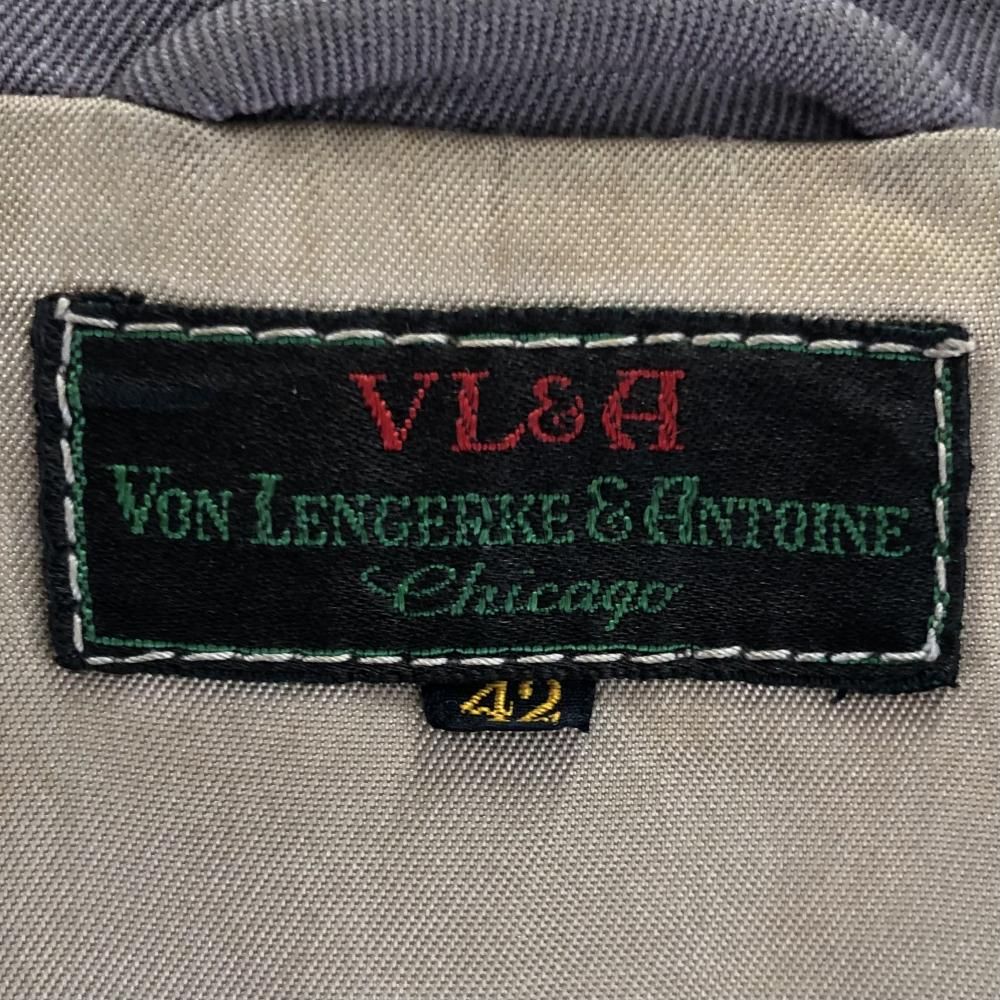 VL&A
VON LENGERKE & ANTOINE
Chicago
42